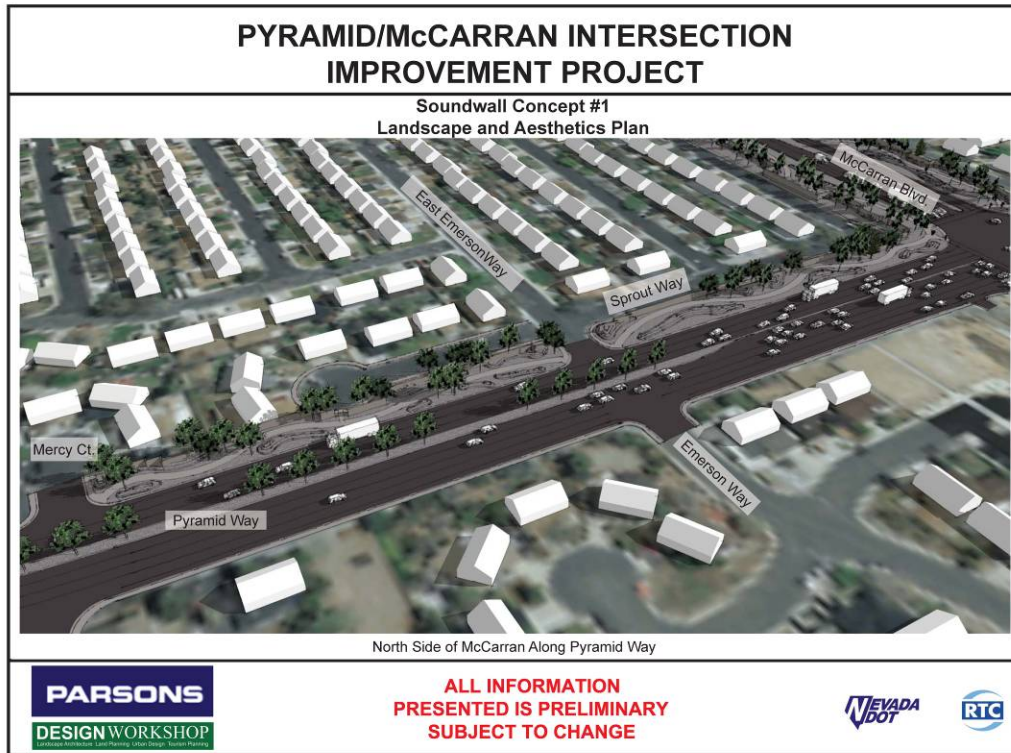 PYRAMID/McCARRAN INTERSECTION
IMPROVEMENT PROJECT
Soundwall Concept #1
Landscape and Aesthetics Plan
McCarran Blvd.
East EmersonWay
Sprout Way
Mercy Ct.
Emerson Way
Pyramid Way
North Side of McCarran Along Pyramid Way
PARSONS
DESIGNWORKSHOP
Landscape Architecture Land Planning Urban Design Tourism Planning
ALL INFORMATION
PRESENTED IS PRELIMINARY
SUBJECT TO CHANGE
NEVADA
DOT
RTC